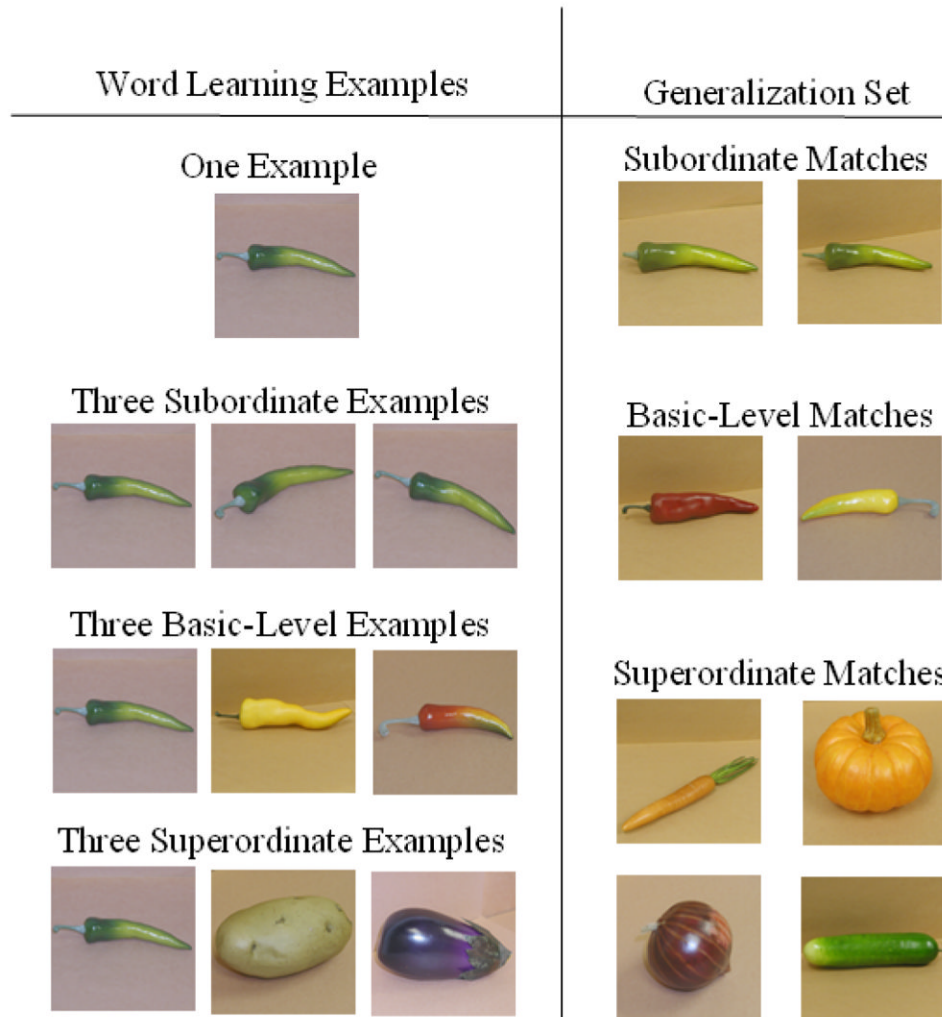 Word Learning Examples
Generalization Set
One Example
Three Subordinate Examples
Three Basic-Level Examples
Three Superordinate Examples
Subordinate Matches
Basic-Level Matches
Superordinate Matches